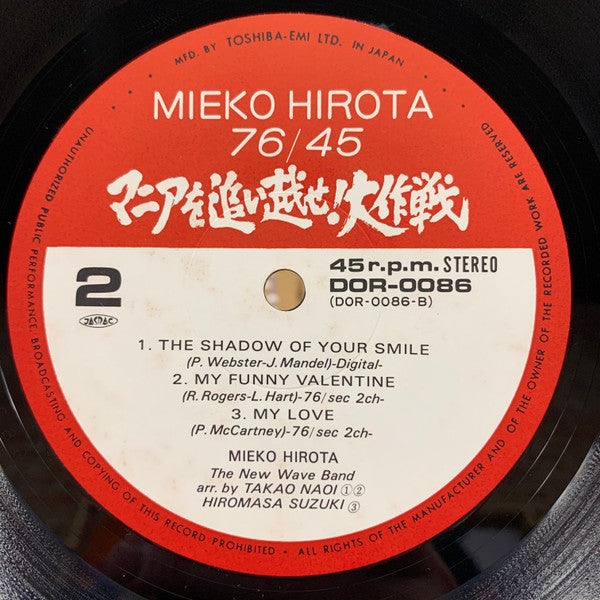 MFD. BY TOSHIBA-EMI LTD. IN JAPAN.
MIEKO HIROTA
76/45
マニアを追い越せ!大作戦
2
JASRAC
45r.p.m. STEREO
DOR-0086
(DOR-0086-B)
1. THE SHADOW OF YOUR SMILE
(P. Webster-J. Mandel)-Digital-
2. MY FUNNY VALENTINE
(R. Rogers-L. Hart)-76/sec 2ch-
3. MY LOVE
(P. McCartney)-76/sec 2ch-
MIEKO HIROTA
The New Wave Band
arr. by TAKAO NAOI ①②
HIROMASA SUZUKI ③
UNAUTHORIZED PUBLIC PERFORMANCE, BROADCASTING AND COPYING OF THIS RECORD PROHIBITED • ALL RIGHTS OF THE MANUFACTURER AND OF THE OWNER OF THE RECORDED WORK ARE RESERVED